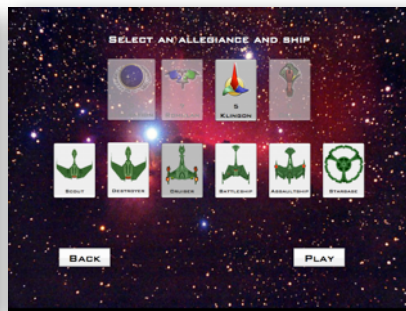 Select an allegiance and ship
5
Klingon
Scout
Destroyer
Cruiser
Battleship
Assaultship
Starbase
Back
Play